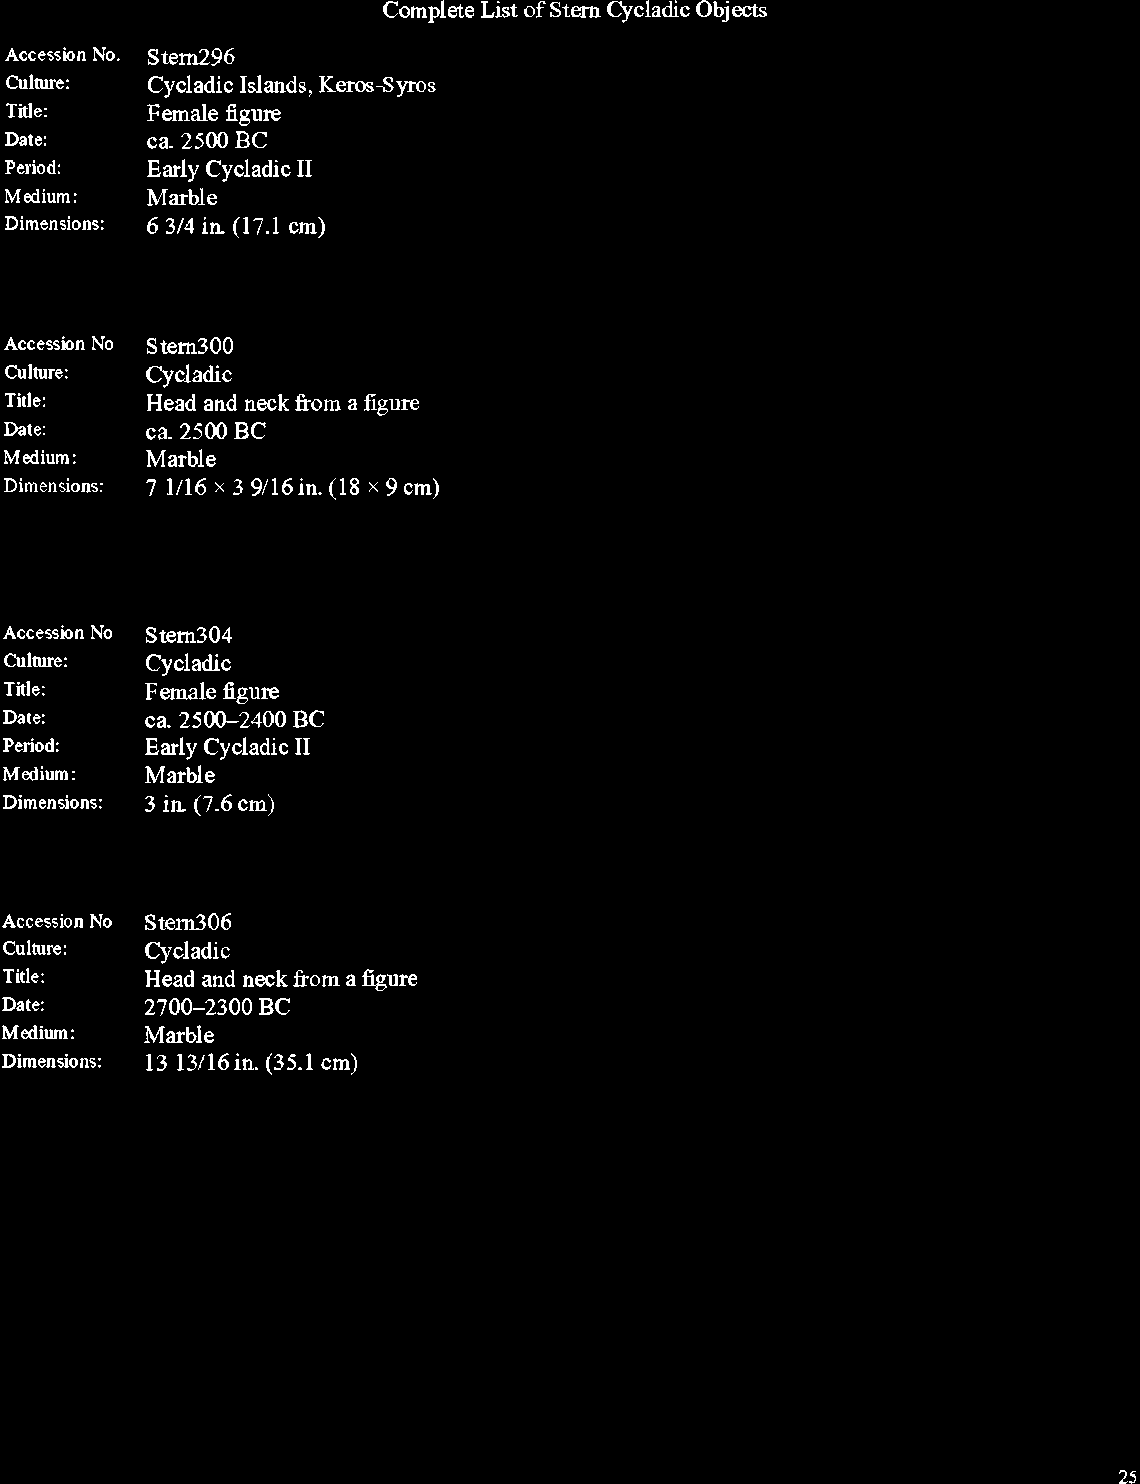 Complete List of Stern Cycladic Objects
Accession No. Stern296
Culture: Cycladic Islands, Keros-Syros
Title: Female figure
Date: ca. 2500 BC
Period: Early Cycladic II
Medium: Marble
Dimensions: 6 3/4 in. (17.1 cm)
Accession No Stern300
Culture: Cycladic
Title: Head and neck from a figure
Date: ca. 2500 BC
Medium: Marble
Dimensions: 7 1/16 × 3 9/16 in. (18 × 9 cm)
Accession No Stern304
Culture: Cycladic
Title: Female figure
Date: ca. 2500–2400 BC
Period: Early Cycladic II
Medium: Marble
Dimensions: 3 in. (7.6 cm)
Accession No Stern306
Culture: Cycladic
Title: Head and neck from a figure
Date: 2700–2300 BC
Medium: Marble
Dimensions: 13 13/16 in. (35.1 cm)
25